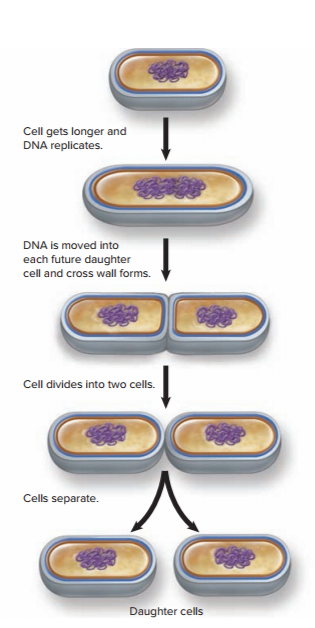 Cell gets longer and
DNA replicates.
DNA is moved into
each future daughter
cell and cross wall forms.
Cell divides into two cells.
Cells separate.
Daughter cells